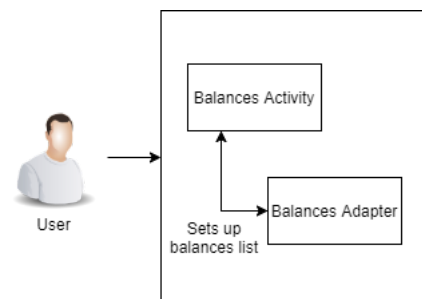 Balances Activity
User
Sets up
balances list
Balances Adapter